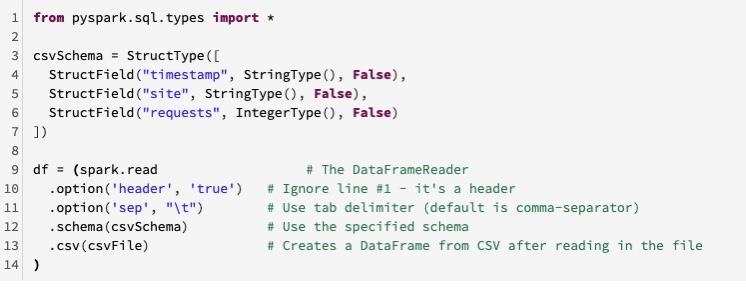 1 from pyspark.sql.types import *
2
3 csvSchema = StructType([
4   StructField("timestamp", StringType(), False),
5   StructField("site", StringType(), False),
6   StructField("requests", IntegerType(), False)
7 ])
8
9 df = (spark.read                    # The DataFrameReader
10   .option('header', 'true')   # Ignore line #1 - it's a header
11   .option('sep', "\t")        # Use tab delimiter (default is comma-separator)
12   .schema(csvSchema)          # Use the specified schema
13   .csv(csvFile)               # Creates a DataFrame from CSV after reading in the file
14 )